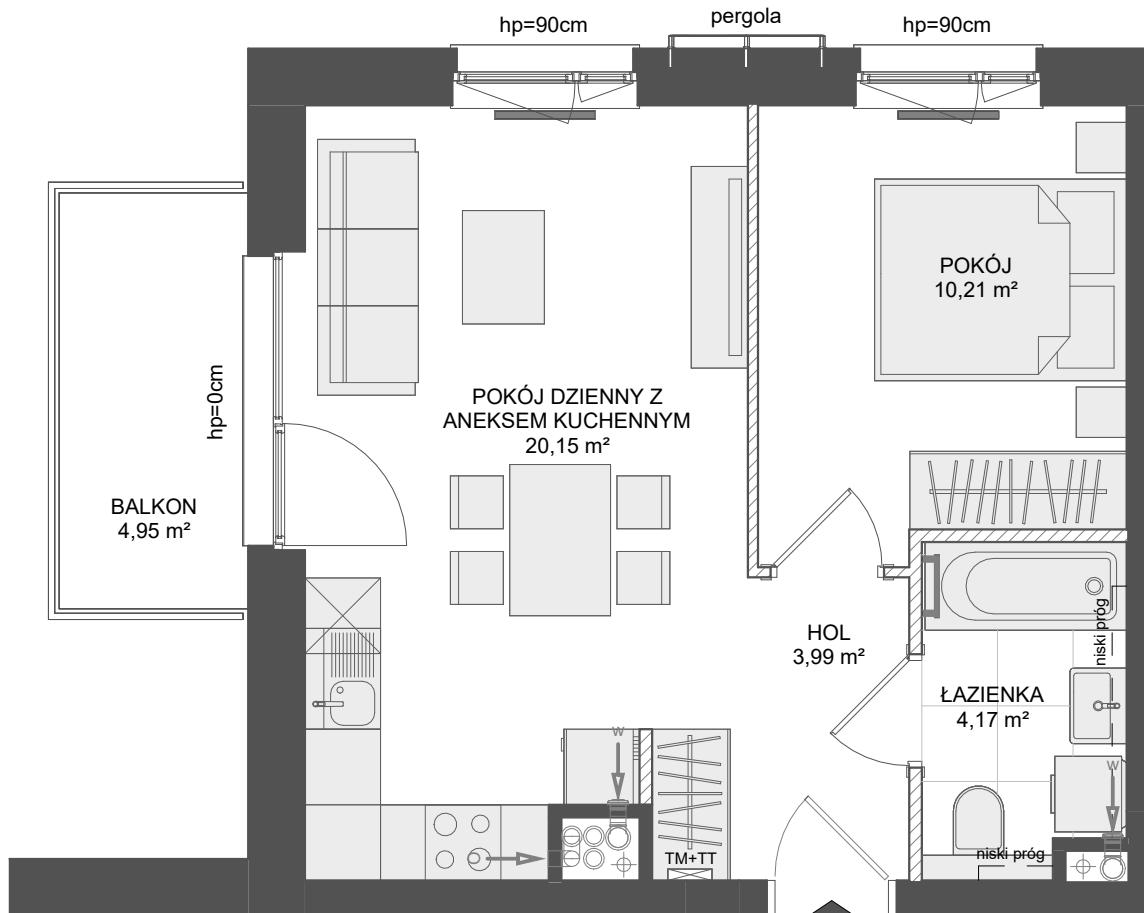 hp=90cm
pergola
hp=90cm
POKÓJ
10,21 m²
hp=0cm
POKÓJ DZIENNY Z
ANEKSEM KUCHENNYM
20,15 m²
BALKON
4,95 m²
HOL
3,99 m²
niski próg
ŁAZIENKA
4,17 m²
W
W
TM+TT
niski próg